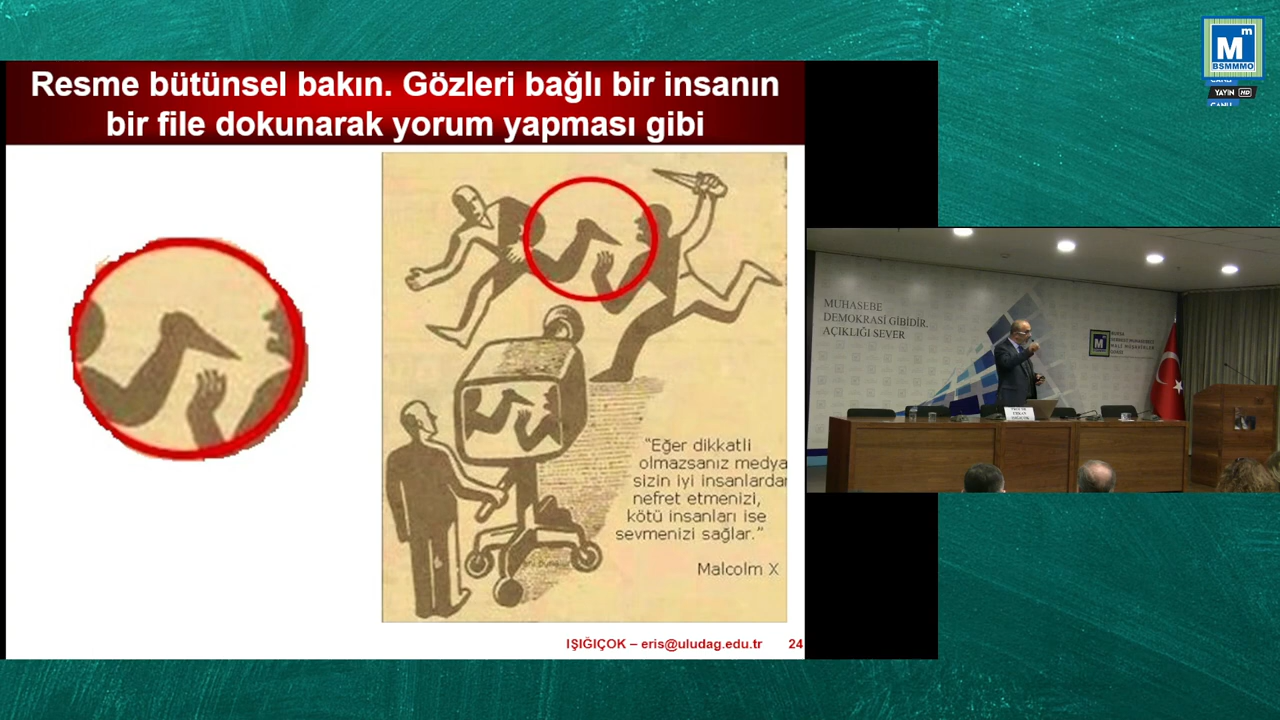 Resme bütünsel bakın. Gözleri bağlı bir insanın
bir file dokunarak yorum yapması gibi
"Eğer dikkatli
olmazsanız medya
sizin iyi insanlardan
nefret etmenizi,
kötü insanları ise
sevmenizi sağlar."
Malcolm X
IŞIĞIÇOK – eris@uludag.edu.tr 24
MUHASEBE
DEMOKRASİ GİBİDİR,
AÇIKLIĞI SEVER
M
m
BSMMMO
YAYIN HD
CANLI